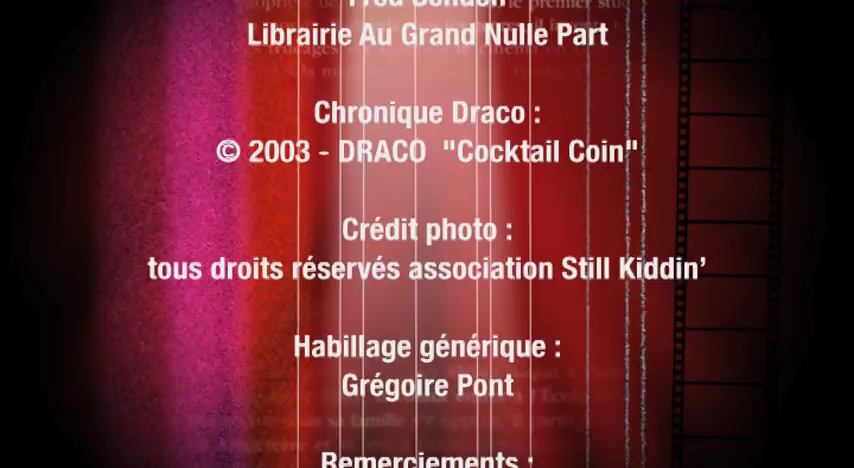 Librairie Au Grand Nulle Part
Chronique Draco :
© 2003 - DRACO "Cocktail Coin"
Crédit photo :
tous droits réservés association Still Kiddin’
Habillage générique :
Grégoire Pont
Remerciements :